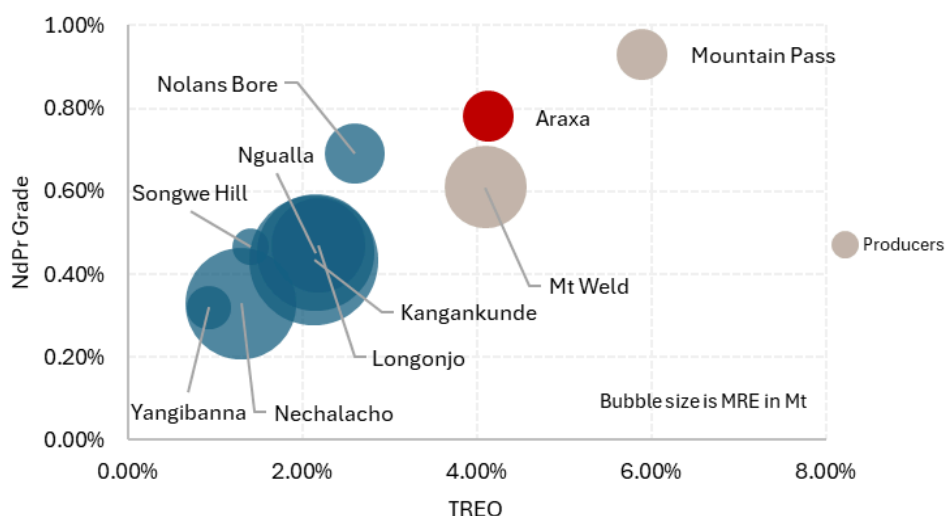 1.00%
Mountain Pass
Nolans Bore
0.80%
Araxa
Ngualla
0.60%
Songwe Hill
NdPr Grade
Producers
0.40%
Mt Weld
Kangankunde
Longonjo
0.20%
Yangibanna
Nechalacho
Bubble size is MRE in Mt
0.00%
0.00%
2.00%
4.00%
6.00%
8.00%
TREO